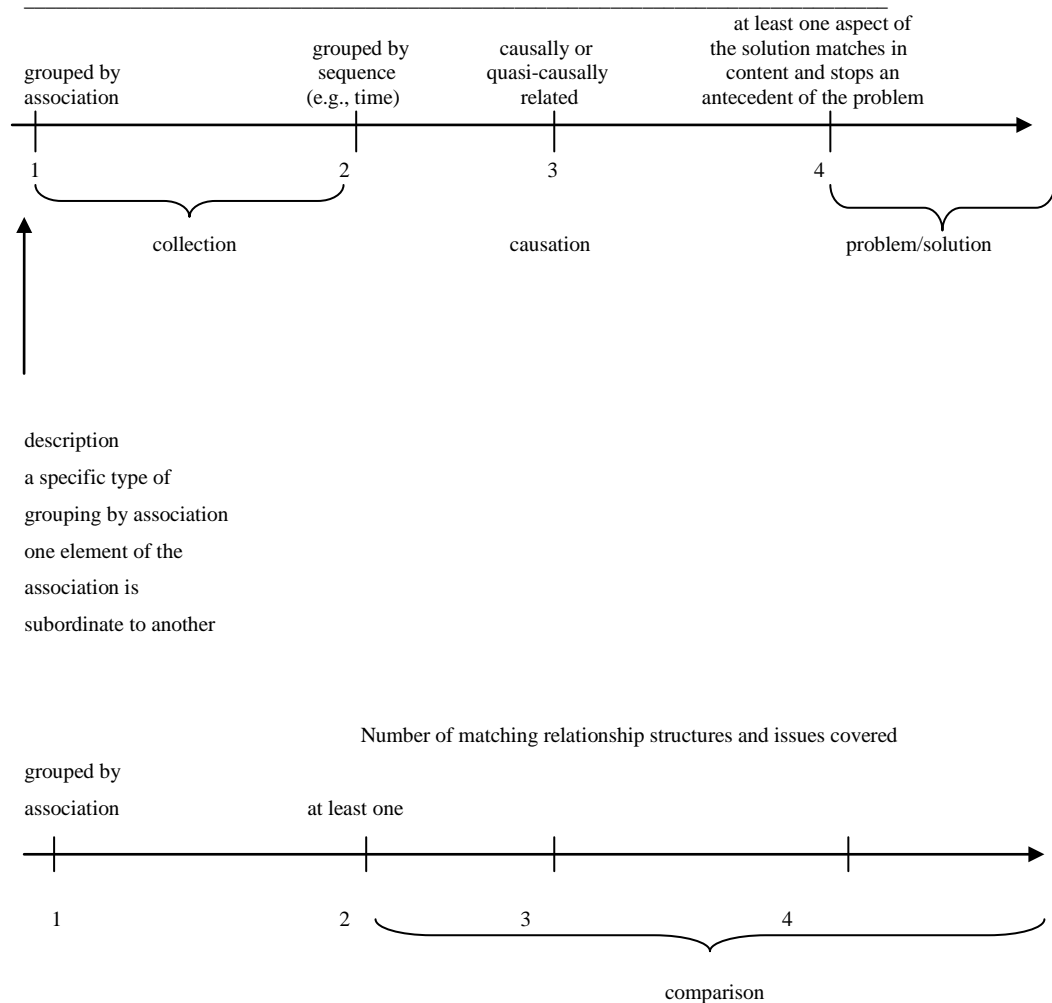 grouped by
association
grouped by
sequence
(e.g., time)
causally or
quasi-causally
related
at least one aspect of
the solution matches in
content and stops an
antecedent of the problem
1
2
3
4
collection
causation
problem/solution
description
a specific type of
grouping by association
one element of the
association is
subordinate to another
Number of matching relationship structures and issues covered
grouped by
association
at least one
1
2
3
4
comparison